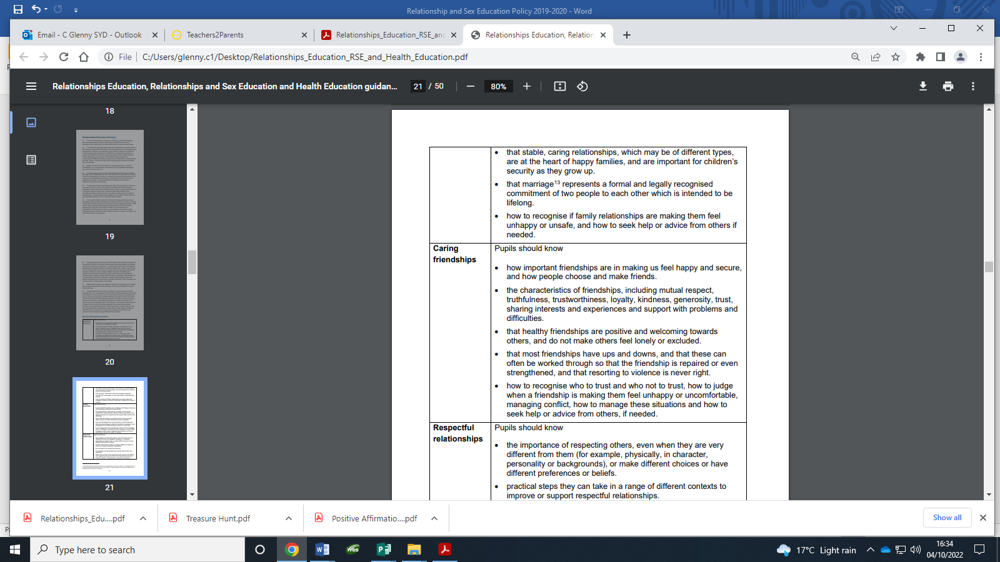 Relationship and Sex Education Policy 2019-2020 - Word
Email - C Glenny SYD - Outlook
Teachers2Parents
Relationships_Education_RSE_and
Relationships Education, Relation
File
C:/Users/glenny.c1/Desktop/Relationships_Education_RSE_and_Health_Education.pdf
Relationships Education, Relationships and Sex Education and Health Education guidan...
21 / 50
80%
18
19
20
21
• that stable, caring relationships, which may be of different types,
are at the heart of happy families, and are important for children's
security as they grow up.
• that marriage¹³ represents a formal and legally recognised
commitment of two people to each other which is intended to be
lifelong.
• how to recognise if family relationships are making them feel
unhappy or unsafe, and how to seek help or advice from others if
needed.
Caring
friendships
Pupils should know
• how important friendships are in making us feel happy and secure,
and how people choose and make friends.
• the characteristics of friendships, including mutual respect,
truthfulness, trustworthiness, loyalty, kindness, generosity, trust,
sharing interests and experiences and support with problems and
difficulties.
• that healthy friendships are positive and welcoming towards
others, and do not make others feel lonely or excluded.
• that most friendships have ups and downs, and that these can
often be worked through so that the friendship is repaired or even
strengthened, and that resorting to violence is never right.
• how to recognise who to trust and who not to trust, how to judge
when a friendship is making them feel unhappy or uncomfortable,
managing conflict, how to manage these situations and how to
seek help or advice from others, if needed.
Respectful
relationships
Pupils should know
• the importance of respecting others, even when they are very
different from them (for example, physically, in character,
personality or backgrounds), or make different choices or have
different preferences or beliefs.
• practical steps they can take in a range of different contexts to
improve or support respectful relationships.
Relationships_Edu....pdf
Treasure Hunt.pdf
Positive Affirmatio....pdf
Show all
Type here to search
17°C Light rain
16:34
04/10/2022